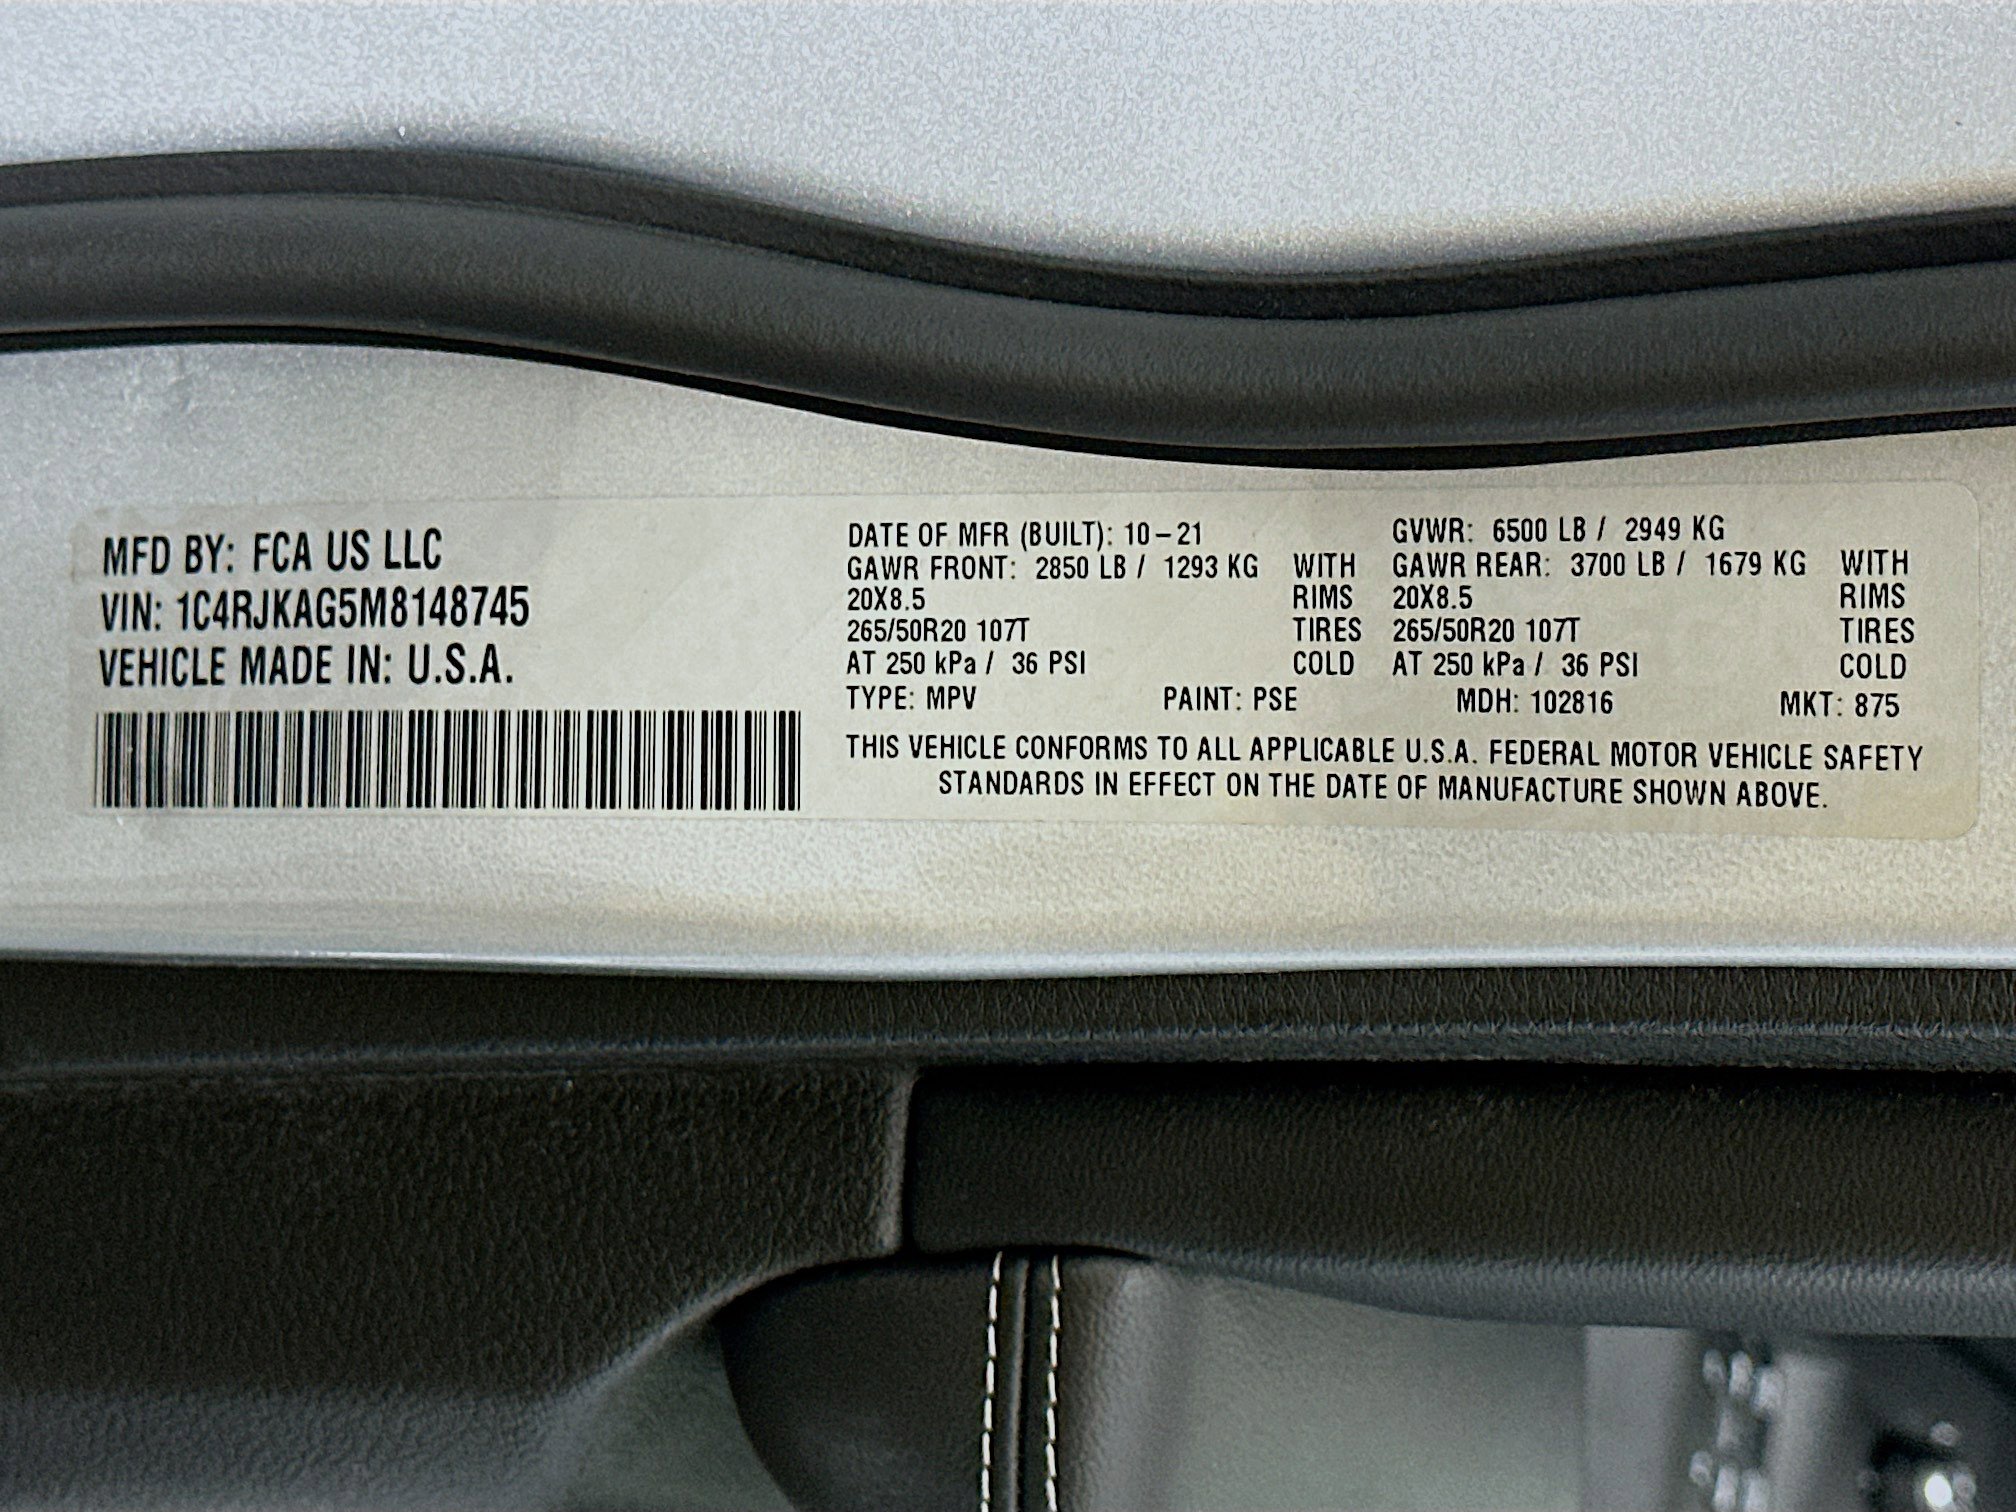 MFD BY: FCA US LLC
VIN: 1C4RJKAG5M8148745
VEHICLE MADE IN: U.S.A.
DATE OF MFR (BUILT): 10-21 GVWR: 6500 LB / 2949 KG
GAWR FRONT: 2850 LB / 1293 KG WITH GAWR REAR: 3700 LB / 1679 KG WITH
20X8.5 RIMS 20X8.5 RIMS
265/50R20 107T TIRES 265/50R20 107T TIRES
AT 250 kPa / 36 PSI COLD AT 250 kPa / 36 PSI COLD
TYPE: MPV PAINT: PSE MDH: 102816 MKT: 875
THIS VEHICLE CONFORMS TO ALL APPLICABLE U.S.A. FEDERAL MOTOR VEHICLE SAFETY
STANDARDS IN EFFECT ON THE DATE OF MANUFACTURE SHOWN ABOVE.